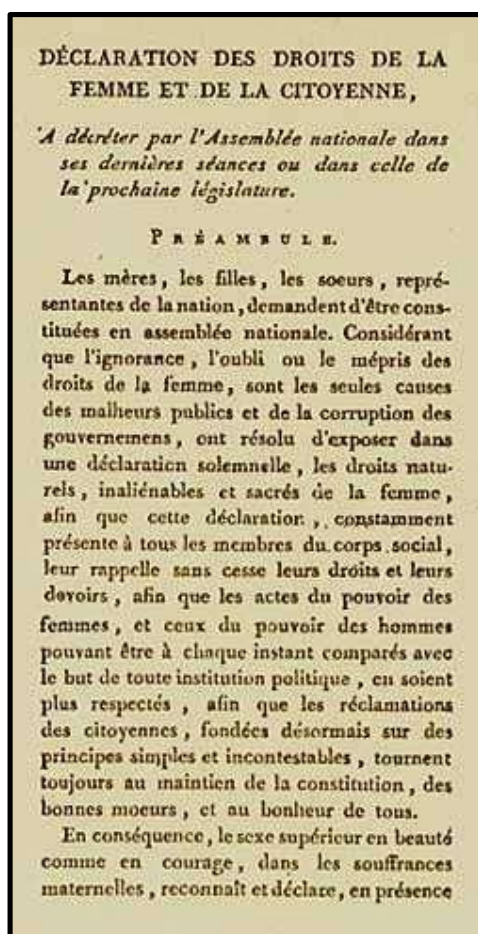 DÉCLARATION DES DROITS DE LA
FEMME ET DE LA CITOYENNE,
A décréter par l'Assemblée nationale dans
ses dernières séances ou dans celle de
la prochaine législature.
PRÉAMBULE.
Les mères, les filles, les soeurs, repré-
sentantes de la nation, demandent d'être cons-
tituées en assemblée nationale. Considérant
que l'ignorance, l'oubli ou le mépris des
droits de la femme, sont les seules causes
des malheurs publics et de la corruption des
gouvernemens, ont résolu d'exposer dans
une déclaration solemnelle, les droits natu-
rels, inaliénables et sacrés de la femme,
afin que cette déclaration, constamment
présente à tous les membres du corps social,
leur rappelle sans cesse leurs droits et leurs
devoirs, afin que les actes du pouvoir des
femmes, et ceux du pouvoir des hommes
pouvant être à chaque instant comparés avec
le but de toute institution politique, en soient
plus respectés, afin que les réclamations
des citoyennes, fondées désormais sur des
principes simples et incontestables, tournent
toujours au maintien de la constitution, des
bonnes moeurs, et au bonheur de tous.
En conséquence, le sexe supérieur en beauté
comme en courage, dans les souffrances
maternelles, reconnaît et déclare, en présence